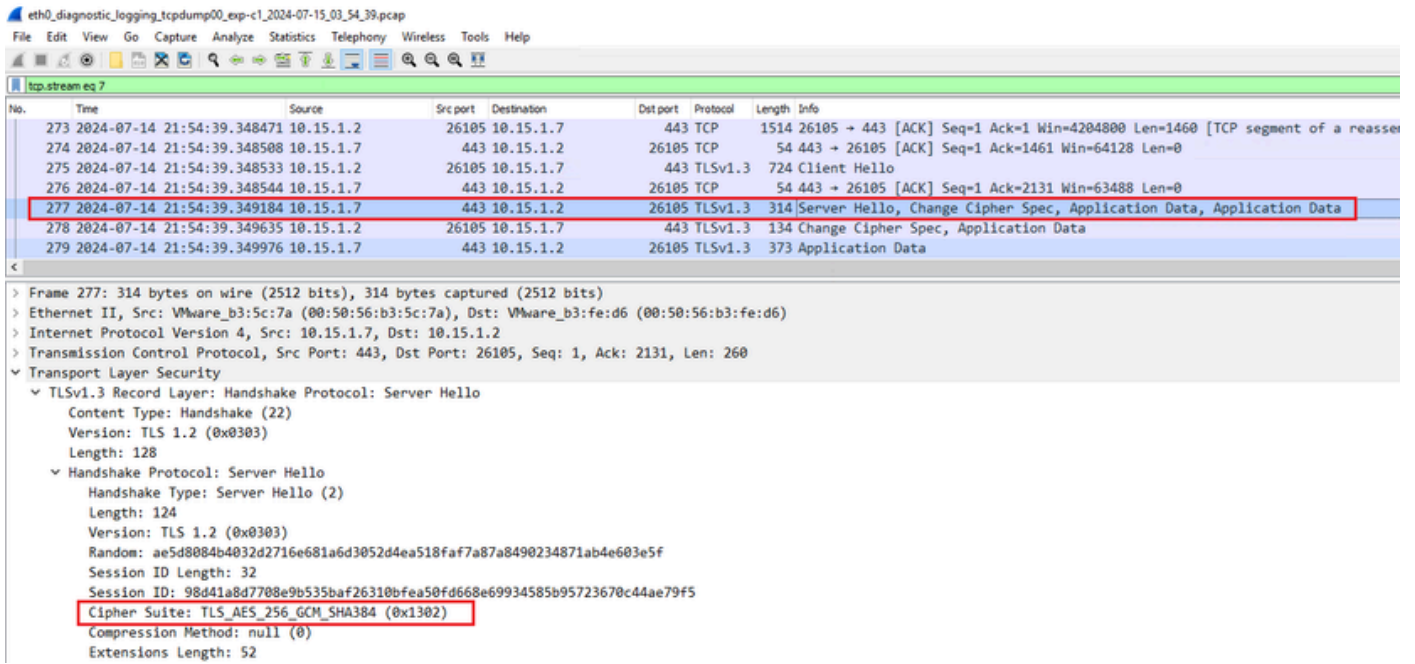 eth0_diagnostic_logging_tcpdump00_exp-c1_2024-07-15_03_54_39.pcap
File Edit View Go Capture Analyze Statistics Telephony Wireless Tools Help
tcp.stream eq 7
No. Time Source Src port Destination Dst port Protocol Length Info
273 2024-07-14 21:54:39.348471 10.15.1.2 26105 10.15.1.7 443 TCP 1514 26105 → 443 [ACK] Seq=1 Ack=1 Win=4204800 Len=1460 [TCP segment of a reasse
274 2024-07-14 21:54:39.348508 10.15.1.7 443 10.15.1.2 26105 TCP 54 443 → 26105 [ACK] Seq=1 Ack=1461 Win=64128 Len=0
275 2024-07-14 21:54:39.348533 10.15.1.2 26105 10.15.1.7 443 TLSv1.3 724 Client Hello
276 2024-07-14 21:54:39.348544 10.15.1.7 443 10.15.1.2 26105 TCP 54 443 → 26105 [ACK] Seq=1 Ack=2131 Win=63488 Len=0
277 2024-07-14 21:54:39.349184 10.15.1.7 443 10.15.1.2 26105 TLSv1.3 314 Server Hello, Change Cipher Spec, Application Data, Application Data
278 2024-07-14 21:54:39.349635 10.15.1.2 26105 10.15.1.7 443 TLSv1.3 134 Change Cipher Spec, Application Data
279 2024-07-14 21:54:39.349976 10.15.1.7 443 10.15.1.2 26105 TLSv1.3 373 Application Data
Frame 277: 314 bytes on wire (2512 bits), 314 bytes captured (2512 bits)
Ethernet II, Src: VMware_b3:5c:7a (00:50:56:b3:5c:7a), Dst: VMware_b3:fe:d6 (00:50:56:b3:fe:d6)
Internet Protocol Version 4, Src: 10.15.1.7, Dst: 10.15.1.2
Transmission Control Protocol, Src Port: 443, Dst Port: 26105, Seq: 1, Ack: 2131, Len: 260
Transport Layer Security
TLSv1.3 Record Layer: Handshake Protocol: Server Hello
Content Type: Handshake (22)
Version: TLS 1.2 (0x0303)
Length: 128
Handshake Protocol: Server Hello
Handshake Type: Server Hello (2)
Length: 124
Version: TLS 1.2 (0x0303)
Random: ae5d8084b4032d2716e681a6d3052d4ea518faf7a87a8490234871ab4e603e5f
Session ID Length: 32
Session ID: 98d41a8d7708e9b535baf26310bfea50fd668e69934585b95723670c44ae79f5
Cipher Suite: TLS_AES_256_GCM_SHA384 (0x1302)
Compression Method: null (0)
Extensions Length: 52